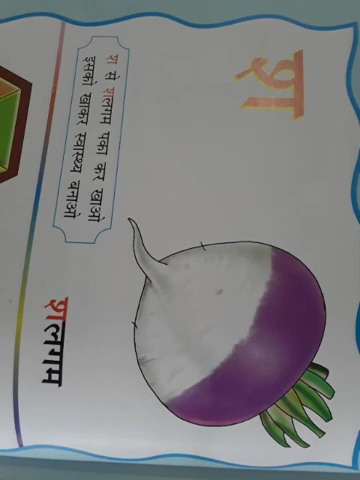 श
श से शलगम पका कर खाओ
इसको खाकर स्वास्थ्य बनाओ
शलगम